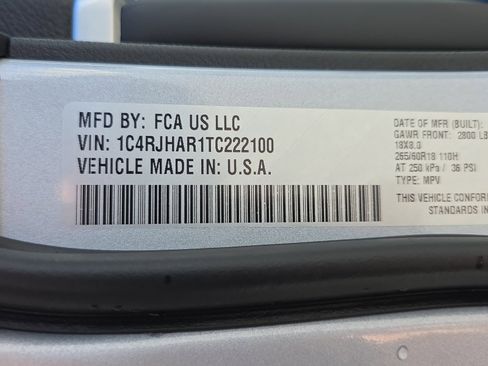 MFD BY: FCA US LLC
VIN: 1C4RJHAR1TC222100
VEHICLE MADE IN: U.S.A.
DATE OF MFR (BUILT):
GAWR FRONT: 2800 LB
18X8.0
265/60R18 110H
AT 250 kPa / 36 PSI
TYPE: MPV
THIS VEHICLE CONFOR
STANDARDS IN